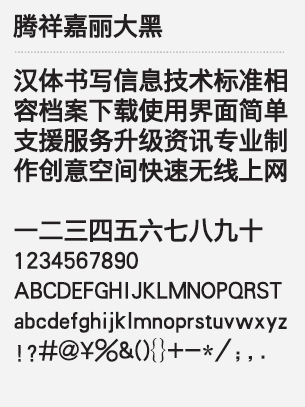 腾祥嘉丽大黑
汉体书写信息技术标准相
容档案下载使用界面简单
支援服务升级资讯专业制
作创意空间快速无线上网
一二三四五六七八九十
1234567890
ABCDEFGHIJKLMNOPQRST
abcdefghijklmnoprstuvwxyz
!?#@¥%&(){}+−*/;,.